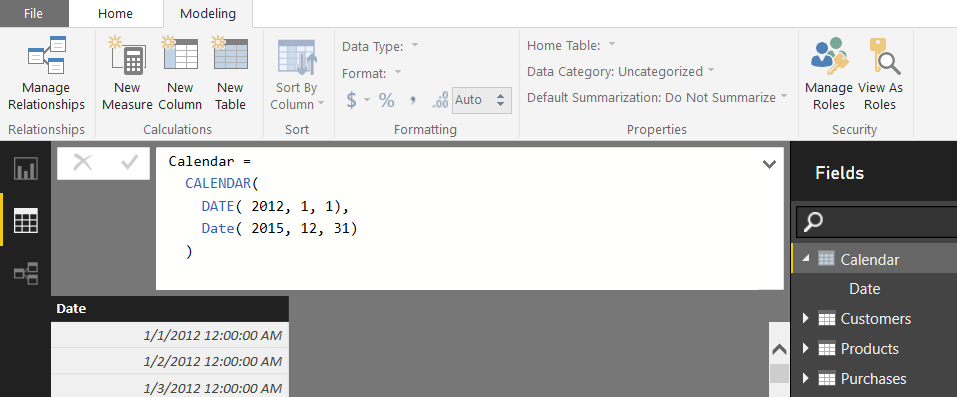 File Home Modeling
Manage Relationships
New Measure
New Column
New Table
Sort By Column
Data Type:
Format:
$ % , .00 Auto
Home Table:
Data Category: Uncategorized
Default Summarization: Do Not Summarize
Manage Roles
View As Roles
Relationships Calculations Sort Formatting Properties Security
Calendar =
CALENDAR(
DATE( 2012, 1, 1),
Date( 2015, 12, 31)
)
Date
1/1/2012 12:00:00 AM
1/2/2012 12:00:00 AM
1/3/2012 12:00:00 AM
Fields
Calendar
Date
Customers
Products
Purchases